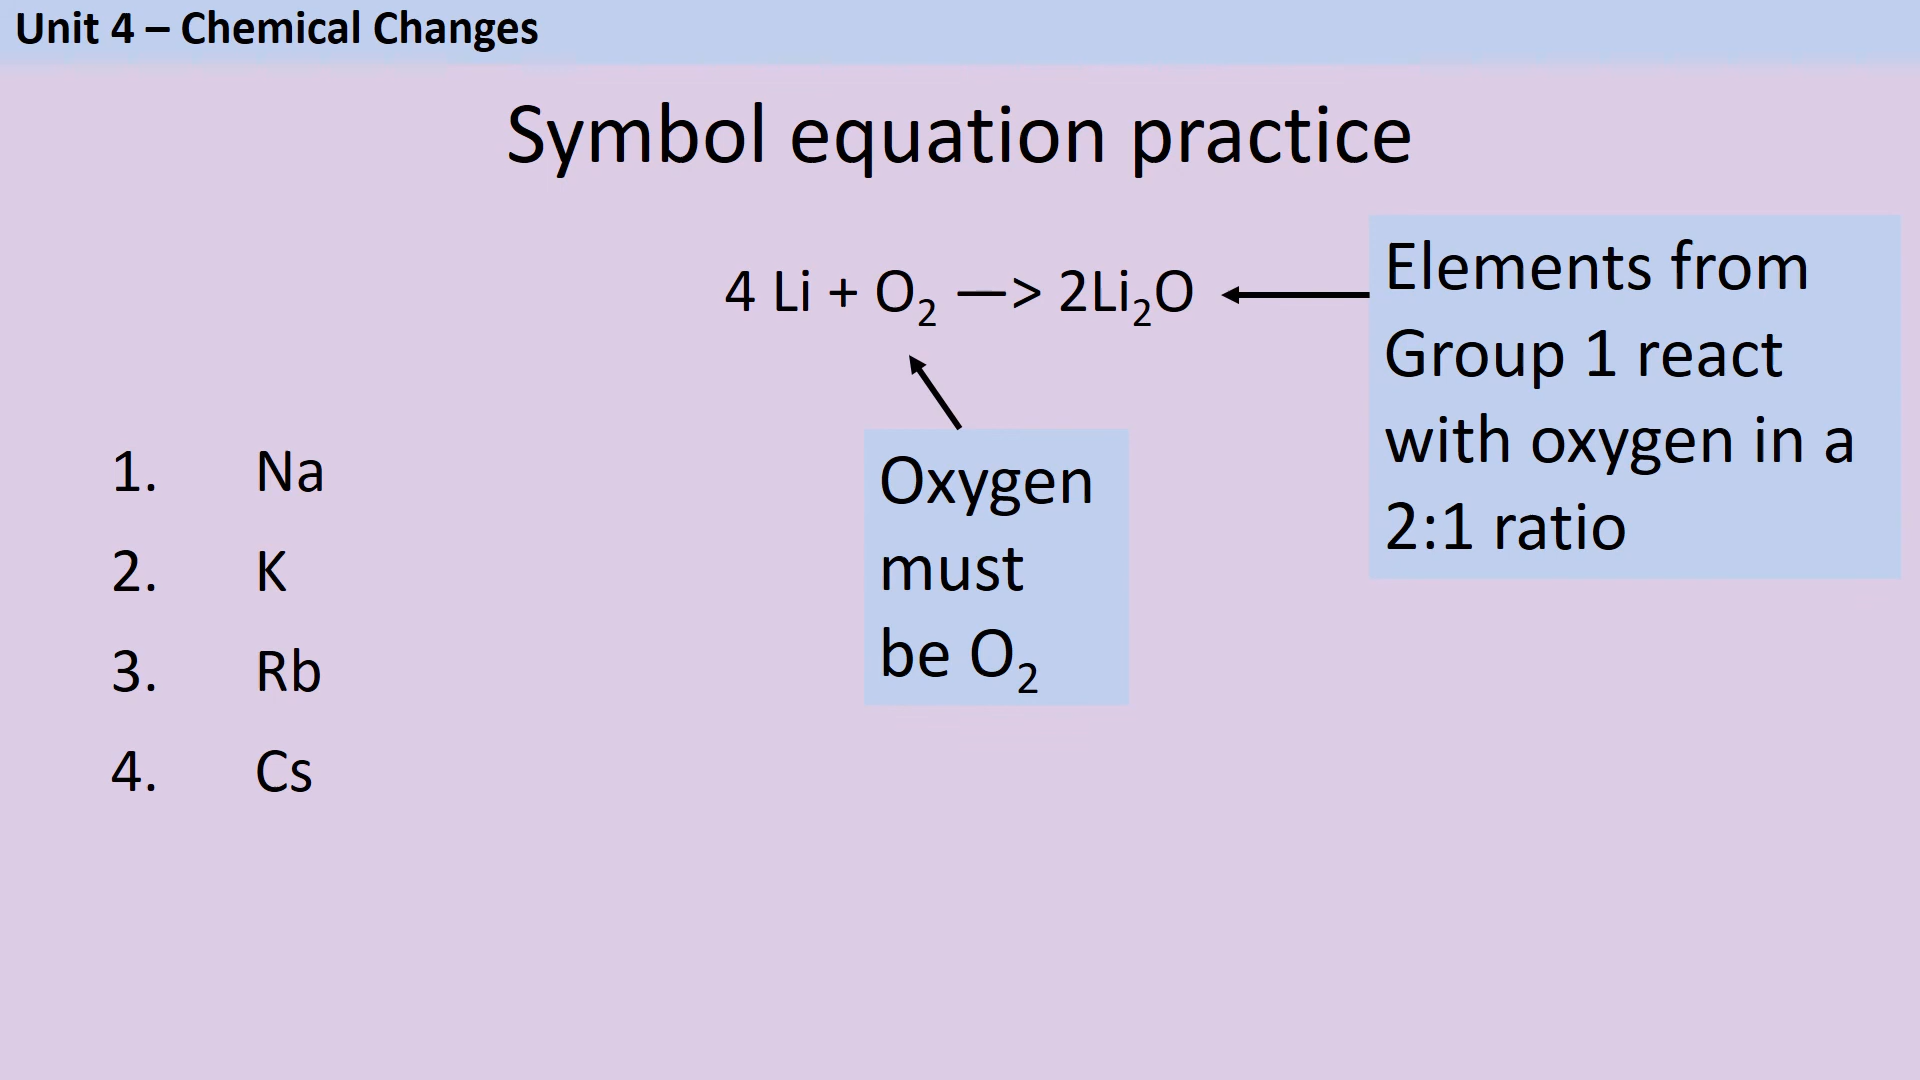 Unit 4 – Chemical Changes
Symbol equation practice
4 Li + O₂ —> 2Li₂O
Elements from
Group 1 react
with oxygen in a
2:1 ratio
Oxygen
must
be O₂
1. Na
2. K
3. Rb
4. Cs